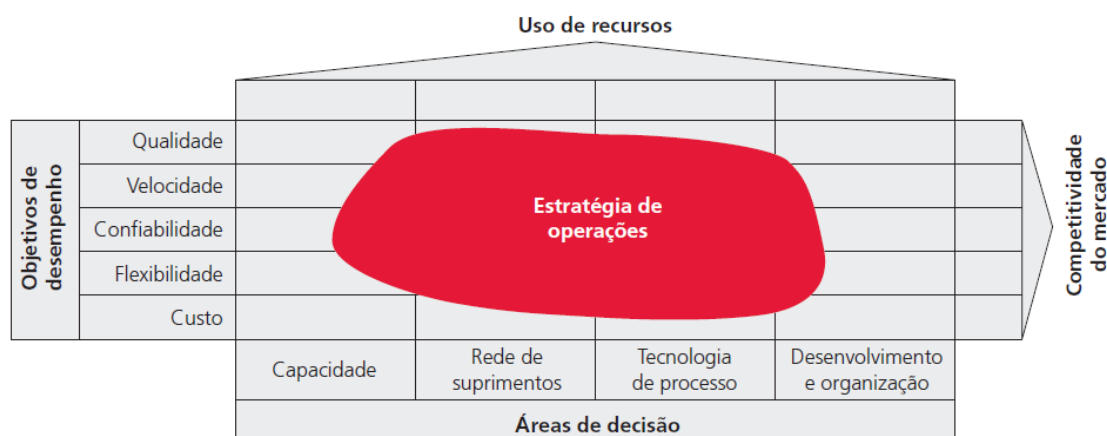 Uso de recursos
Objetivos de
desempenho
Qualidade
Velocidade
Confiabilidade
Flexibilidade
Custo
Estratégia de
operações
Competitividade
do mercado
Capacidade
Rede de
suprimentos
Tecnologia
de processo
Desenvolvimento
e organização
Áreas de decisão